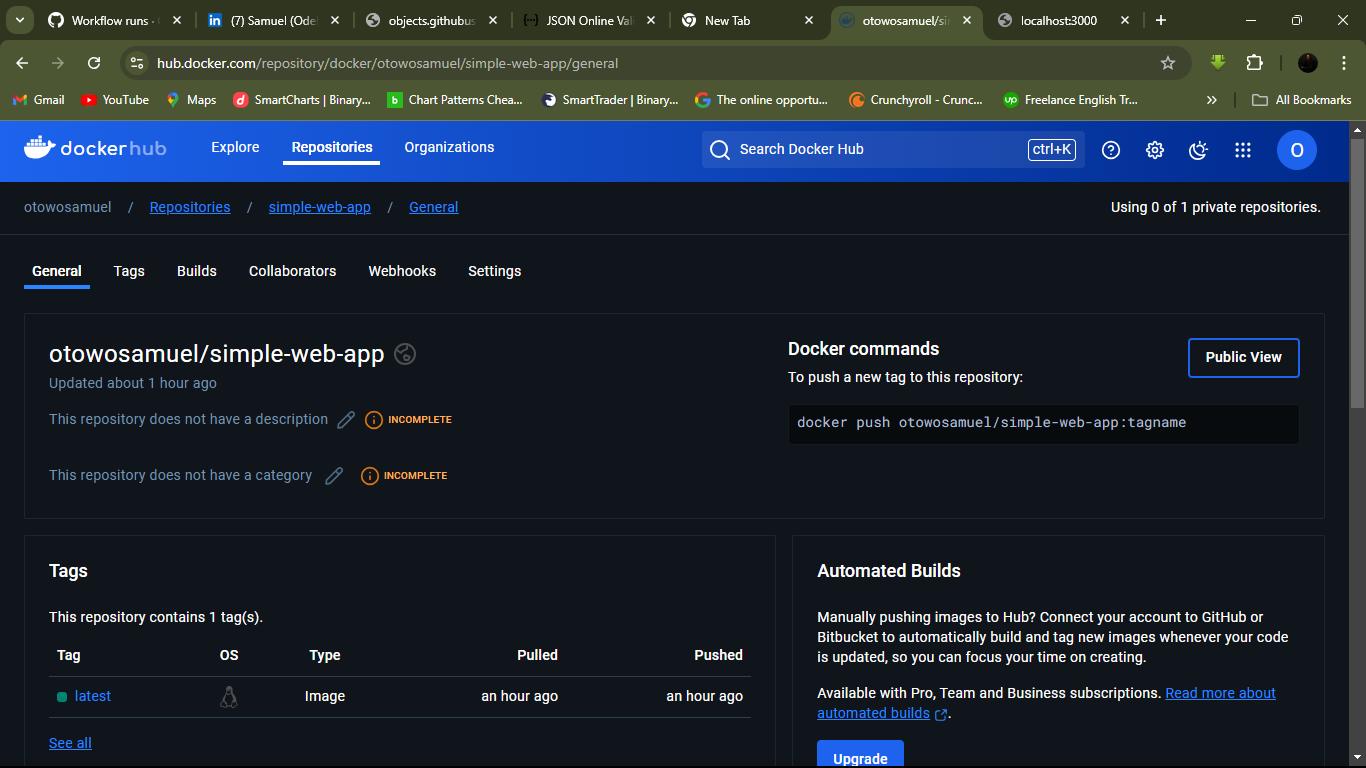 Workflow runs ·
(7) Samuel (Ode
objects.githubus
JSON Online Vali
New Tab
otowosamuel/si
localhost:3000
hub.docker.com/repository/docker/otowosamuel/simple-web-app/general
Gmail
YouTube
Maps
SmartCharts | Binary...
Chart Patterns Chea...
SmartTrader | Binary...
The online opportu...
Crunchyroll - Crunc...
Freelance English Tr...
»
All Bookmarks
dockerhub
Explore
Repositories
Organizations
Search Docker Hub
ctrl+K
O
otowosamuel / Repositories / simple-web-app / General
Using 0 of 1 private repositories.
General
Tags
Builds
Collaborators
Webhooks
Settings
otowosamuel/simple-web-app
Updated about 1 hour ago
This repository does not have a description
INCOMPLETE
This repository does not have a category
INCOMPLETE
Docker commands
Public View
To push a new tag to this repository:
docker push otowosamuel/simple-web-app:tagname
Tags
This repository contains 1 tag(s).
Tag OS Type Pulled Pushed
latest Image an hour ago an hour ago
See all
Automated Builds
Manually pushing images to Hub? Connect your account to GitHub or
Bitbucket to automatically build and tag new images whenever your code
is updated, so you can focus your time on creating.
Available with Pro, Team and Business subscriptions. Read more about
automated builds .
Upgrade